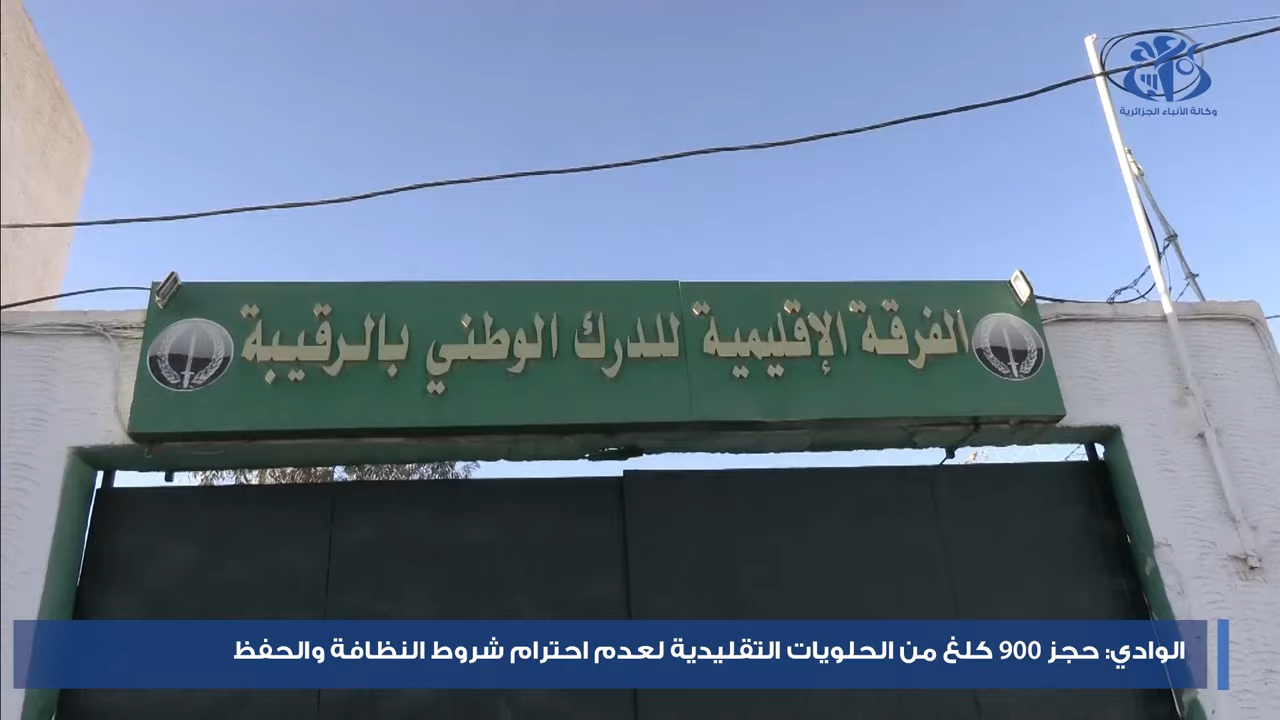 وكالة الأنباء الجزائرية
الفرقة الإقليمية للدرك الوطني بالرقيبة
الوادي: حجز 900 كلغ من الحلويات التقليدية لعدم احترام شروط النظافة والحفظ